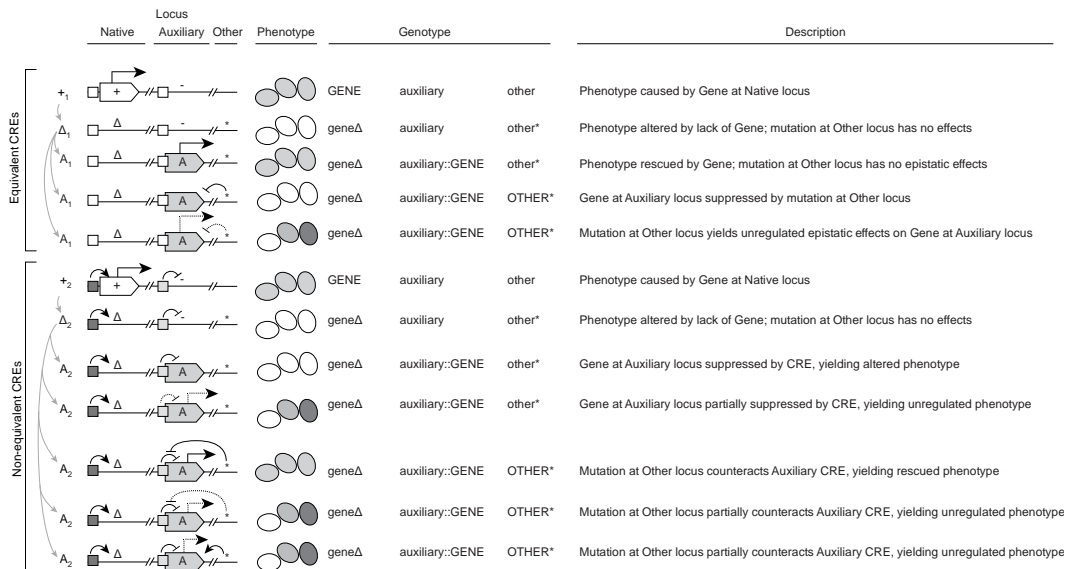 Locus
Native Auxiliary Other Phenotype Genotype Description
Equivalent CREs
+1 + - GENE auxiliary other Phenotype caused by Gene at Native locus
Δ1 Δ - * geneΔ auxiliary other* Phenotype altered by lack of Gene; mutation at Other locus has no effects
A1 Δ A * geneΔ auxiliary::GENE other* Phenotype rescued by Gene; mutation at Other locus has no epistatic effects
A1 Δ A * geneΔ auxiliary::GENE OTHER* Gene at Auxiliary locus suppressed by mutation at Other locus
A1 Δ A * geneΔ auxiliary::GENE OTHER* Mutation at Other locus yields unregulated epistatic effects on Gene at Auxiliary locus
Non-equivalent CREs
+2 + - GENE auxiliary other Phenotype caused by Gene at Native locus
Δ2 Δ - * geneΔ auxiliary other* Phenotype altered by lack of Gene; mutation at Other locus has no effects
A2 Δ A * geneΔ auxiliary::GENE other* Gene at Auxiliary locus suppressed by CRE, yielding altered phenotype
A2 Δ A * geneΔ auxiliary::GENE other* Gene at Auxiliary locus partially suppressed by CRE, yielding unregulated phenotype
A2 Δ A * geneΔ auxiliary::GENE OTHER* Mutation at Other locus counteracts Auxiliary CRE, yielding rescued phenotype
A2 Δ A * geneΔ auxiliary::GENE OTHER* Mutation at Other locus partially counteracts Auxiliary CRE, yielding unregulated phenotype
A2 Δ A * geneΔ auxiliary::GENE OTHER* Mutation at Other locus partially counteracts Auxiliary CRE, yielding unregulated phenotype